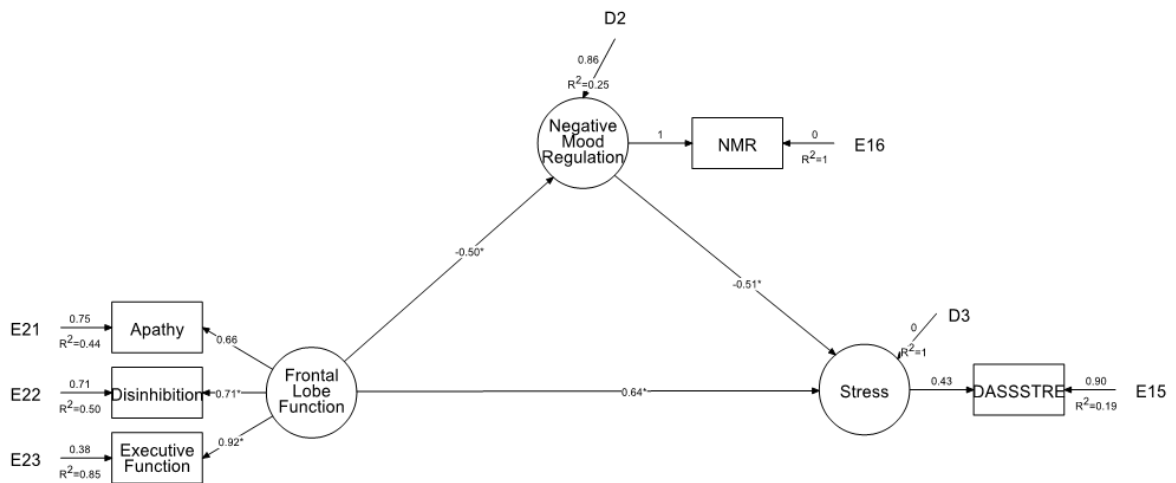 D2
0.86
R²=0.25
Negative
Mood
Regulation
1
NMR
0
R²=1
E16
-0.50*
-0.51*
E21
0.75
R²=0.44
Apathy
0.66
D3
0
R²=1
E22
0.71
R²=0.50
Disinhibition
0.71*
Frontal
Lobe
Function
0.64*
Stress
0.43
DASSSTRE
0.90
R²=0.19
E15
E23
0.38
R²=0.85
Executive
Function
0.92*